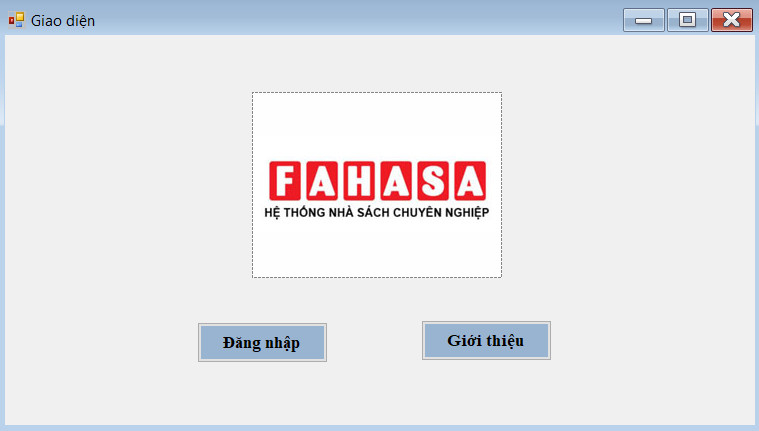 Giao diện
FAHASA
HỆ THỐNG NHÀ SÁCH CHUYÊN NGHIỆP
Đăng nhập
Giới thiệu